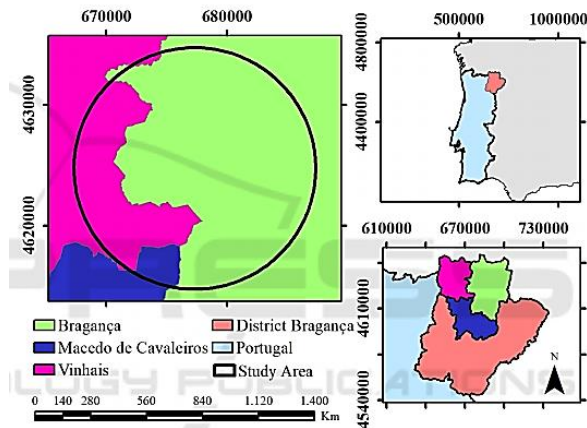 670000 680000
4630000
4620000
500000 1000000
4800000
4400000
610000 670000 730000
4610000
4540000
Bragança
District Bragança
Macedo de Cavaleiros
Portugal
Vinhais
Study Area
0 140 280 560 840 1.120 1.400
Km
N